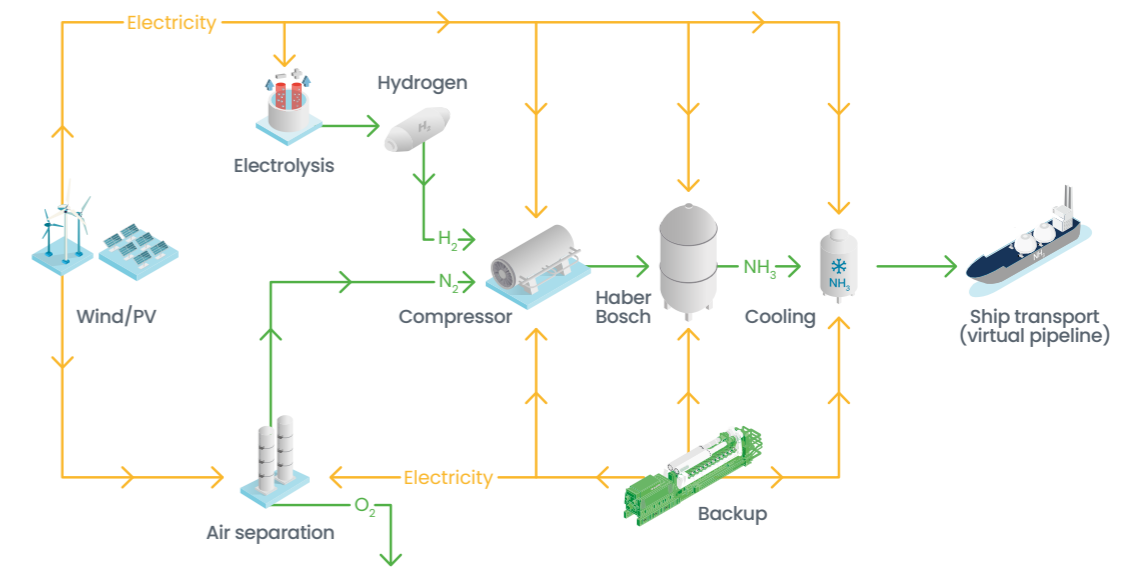 Electricity
Hydrogen
H₂
Electrolysis
H₂
N₂
NH₃
NH₃
NH₃
Wind/PV
Compressor
Haber
Bosch
Cooling
Ship transport
(virtual pipeline)
Electricity
O₂
Air separation
Backup